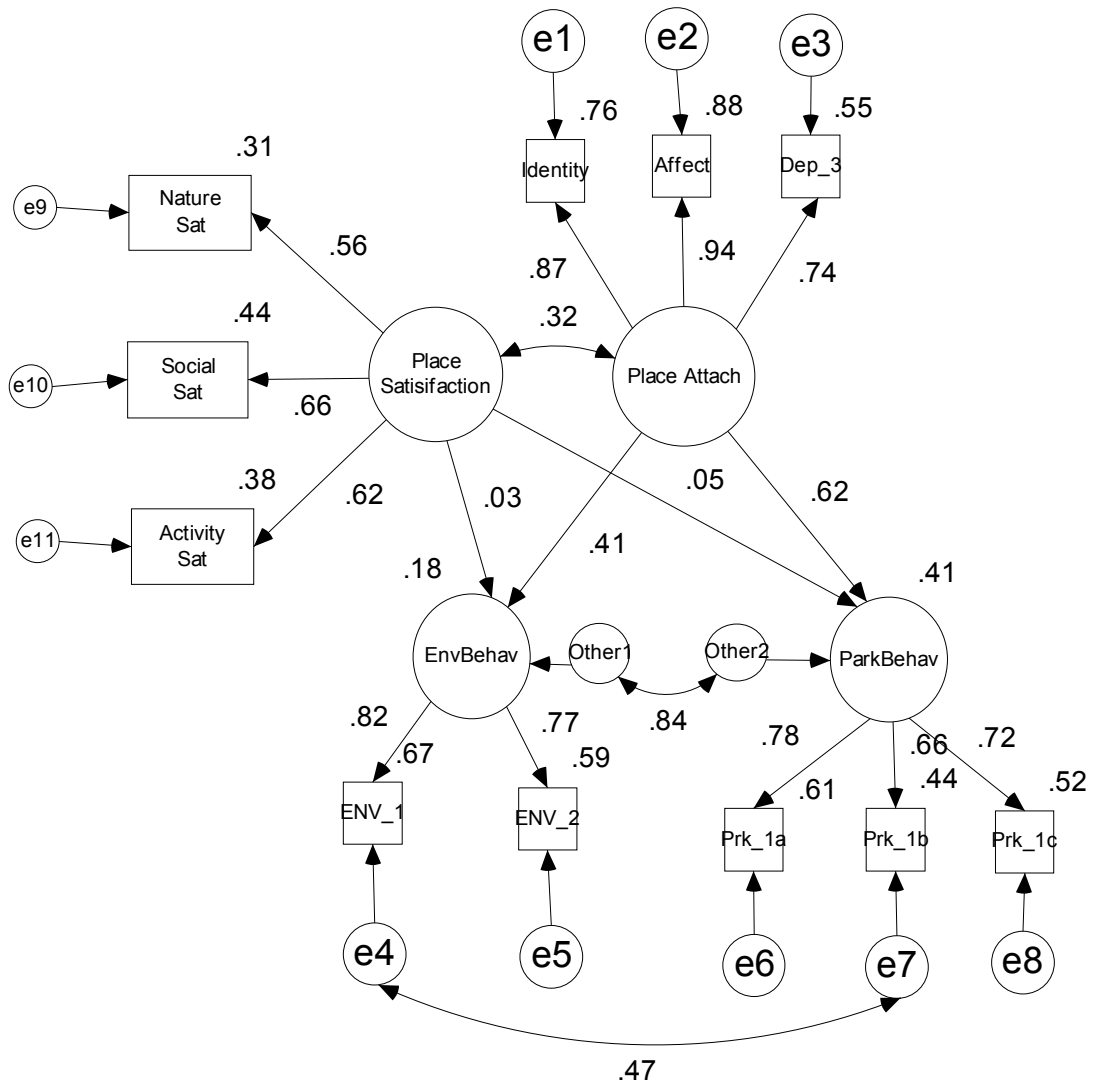 e1
e2
e3
.76
.88
.55
Identity
Affect
Dep_3
.31
e9
Nature
Sat
.56
.87
.94
.74
.44
.32
e10
Social
Sat
.66
Place
Satisifaction
Place Attach
.38
.62
.03
.05
.62
e11
Activity
Sat
.41
.18
.41
EnvBehav
Other1
Other2
ParkBehav
.82
.67
.77
.59
.84
.78
.61
.66
.44
.72
.52
ENV_1
ENV_2
Prk_1a
Prk_1b
Prk_1c
e4
e5
e6
e7
e8
.47